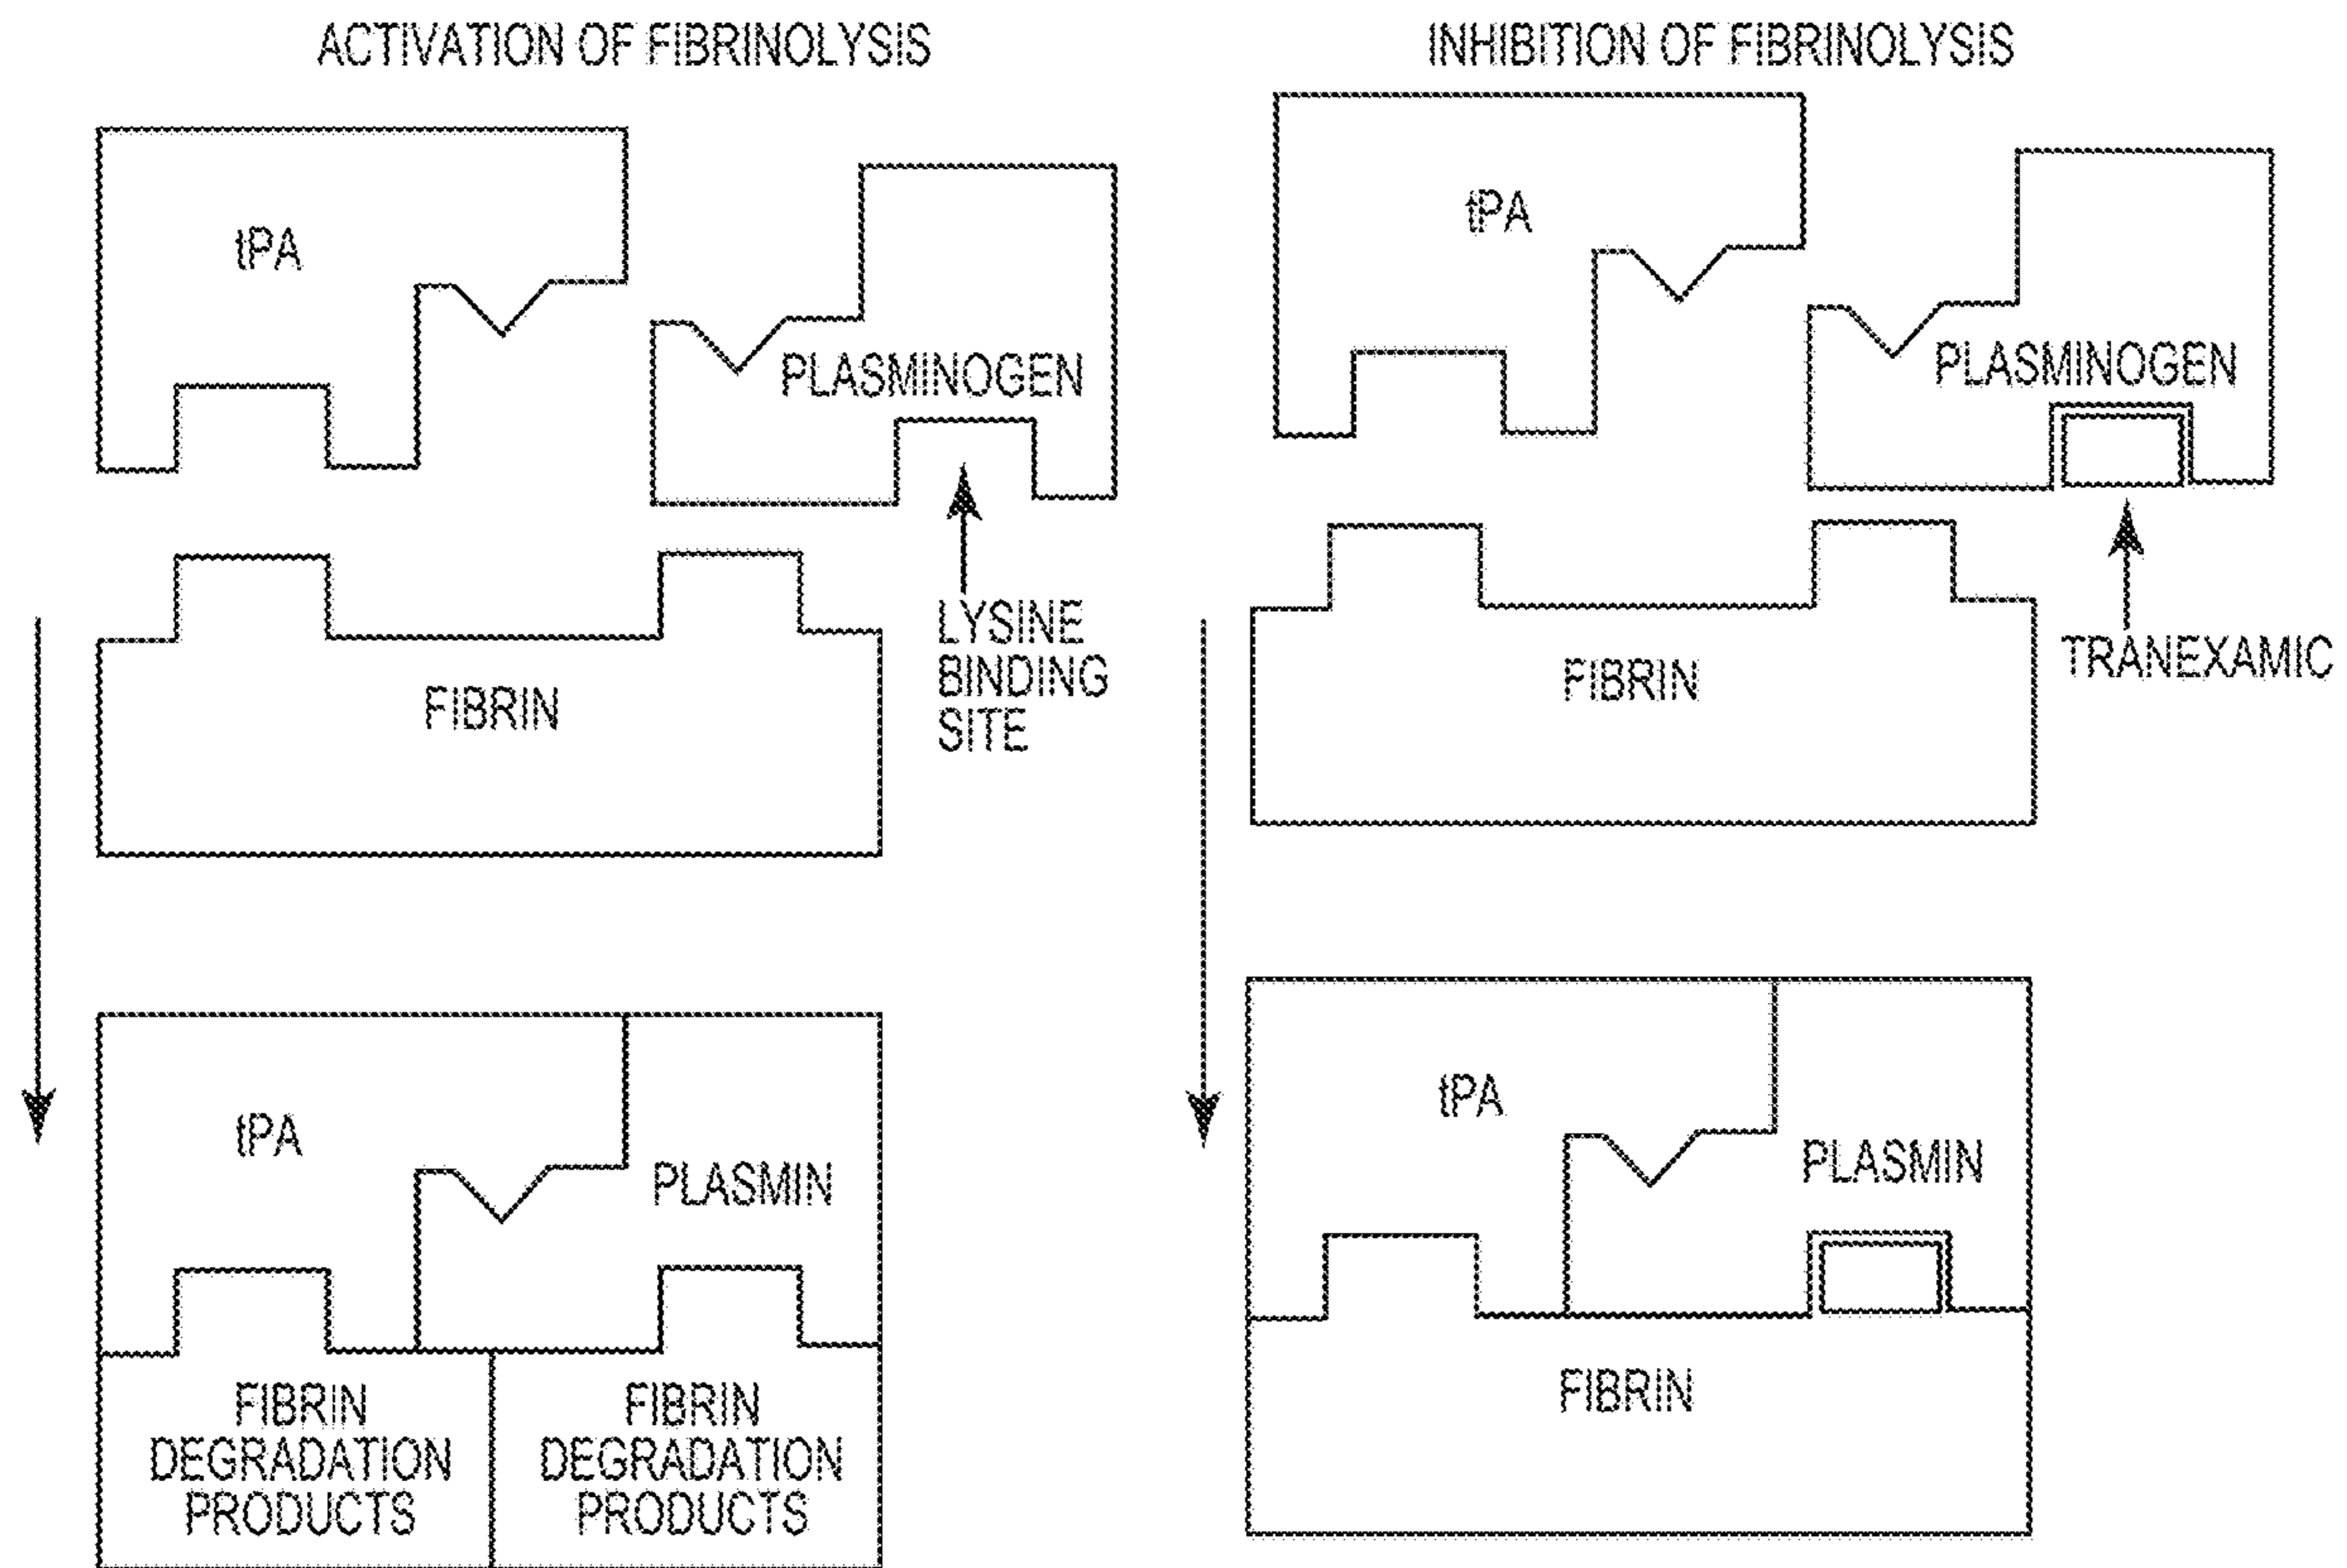 ACTIVATION OF FIBRINOLYSIS
tPA
PLASMINOGEN
LYSINE
BINDING
SITE
FIBRIN
tPA
PLASMIN
FIBRIN
DEGRADATION
PRODUCTS
FIBRIN
DEGRADATION
PRODUCTS
INHIBITION OF FIBRINOLYSIS
tPA
PLASMINOGEN
TRANEXAMIC
FIBRIN
tPA
PLASMIN
FIBRIN